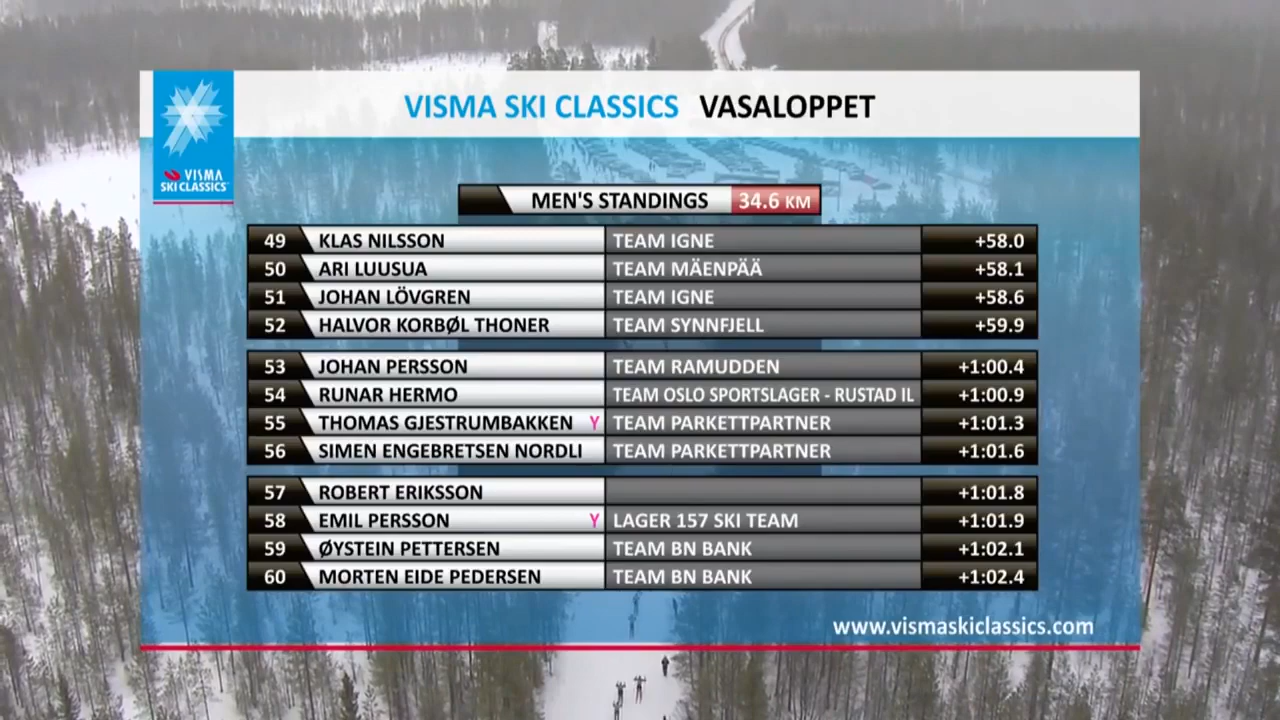 VISMA SKI CLASSICS VASALOPPET
VISMA
SKI CLASSICS
MEN'S STANDINGS 34.6 KM
49 KLAS NILSSON TEAM IGNE +58.0
50 ARI LUUSUA TEAM MÄENPÄÄ +58.1
51 JOHAN LÖVGREN TEAM IGNE +58.6
52 HALVOR KORBØL THONER TEAM SYNNFJELL +59.9
53 JOHAN PERSSON TEAM RAMUDDEN +1:00.4
54 RUNAR HERMO TEAM OSLO SPORTSLAGER - RUSTAD IL +1:00.9
55 THOMAS GJESTRUMBAKKEN Y TEAM PARKETTPARTNER +1:01.3
56 SIMEN ENGEBRETSEN NORDLI TEAM PARKETTPARTNER +1:01.6
57 ROBERT ERIKSSON +1:01.8
58 EMIL PERSSON Y LAGER 157 SKI TEAM +1:01.9
59 ØYSTEIN PETTERSEN TEAM BN BANK +1:02.1
60 MORTEN EIDE PEDERSEN TEAM BN BANK +1:02.4
www.vismaskiclassics.com